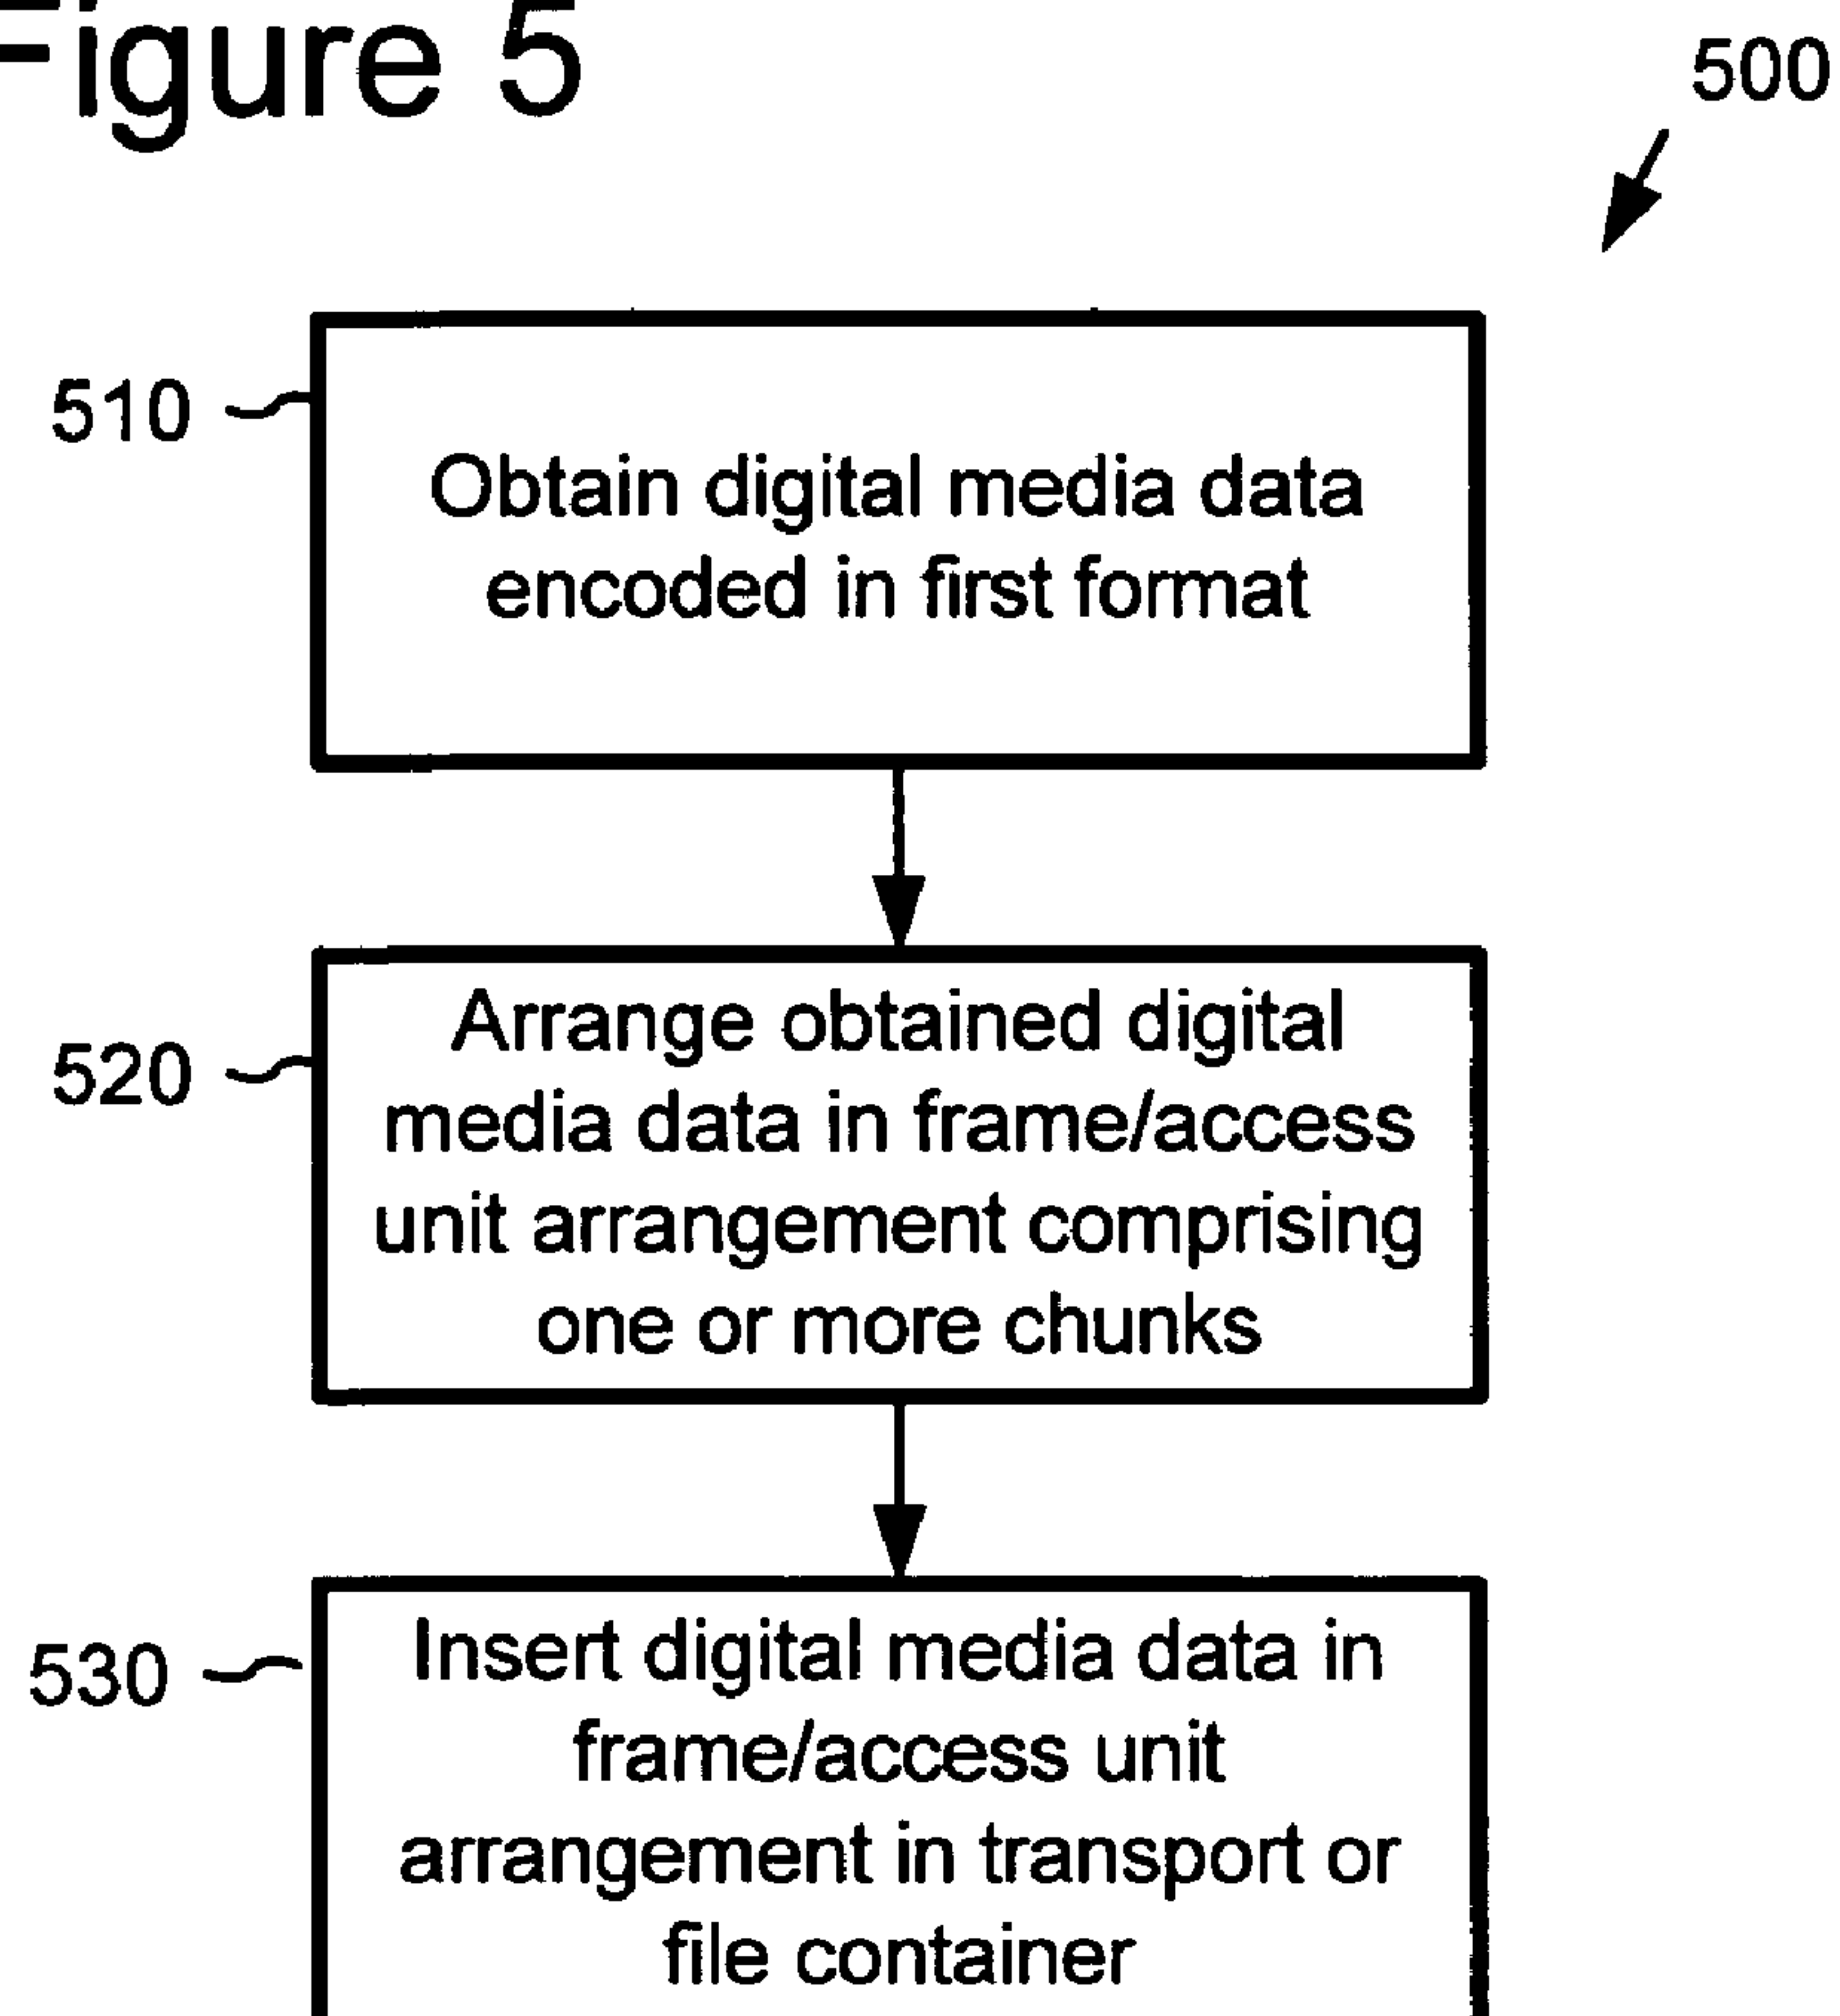 Figure 5
500
510
Obtain digital media data
encoded in first format
520
Arrange obtained digital
media data in frame/access
unit arrangement comprising
one or more chunks
530
Insert digital media data in
frame/access unit
arrangement in transport or
file container